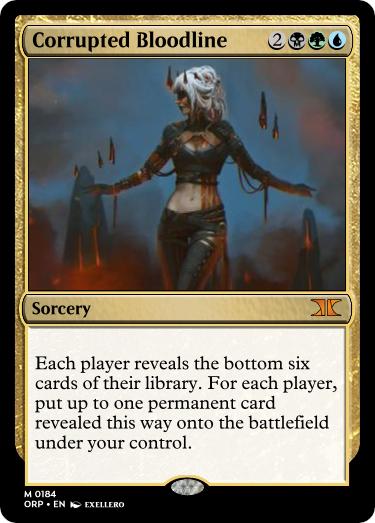 Corrupted Bloodline 2
Sorcery
Each player reveals the bottom six
cards of their library. For each player,
put up to one permanent card
revealed this way onto the battlefield
under your control.
M 0184
ORP • EN EXELLERO